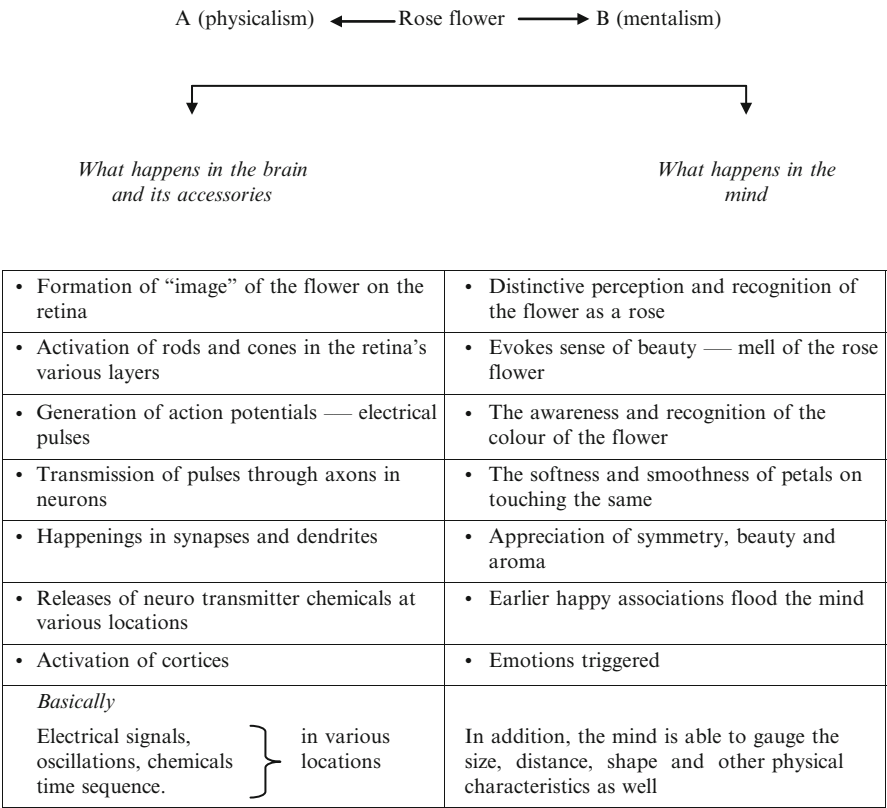 A (physicalism) Rose flower B (mentalism)
What happens in the brain
and its accessories
What happens in the
mind
• Formation of “image” of the flower on the
retina
• Distinctive perception and recognition of
the flower as a rose
• Activation of rods and cones in the retina’s
various layers
• Evokes sense of beauty — mell of the rose
flower
• Generation of action potentials — electrical
pulses
• The awareness and recognition of the
colour of the flower
• Transmission of pulses through axons in
neurons
• The softness and smoothness of petals on
touching the same
• Happenings in synapses and dendrites
• Appreciation of symmetry, beauty and
aroma
• Releases of neuro transmitter chemicals at
various locations
• Earlier happy associations flood the mind
• Activation of cortices
• Emotions triggered
Basically
Electrical signals,
oscillations, chemicals
time sequence.
in various
locations
In addition, the mind is able to gauge the
size, distance, shape and other physical
characteristics as well